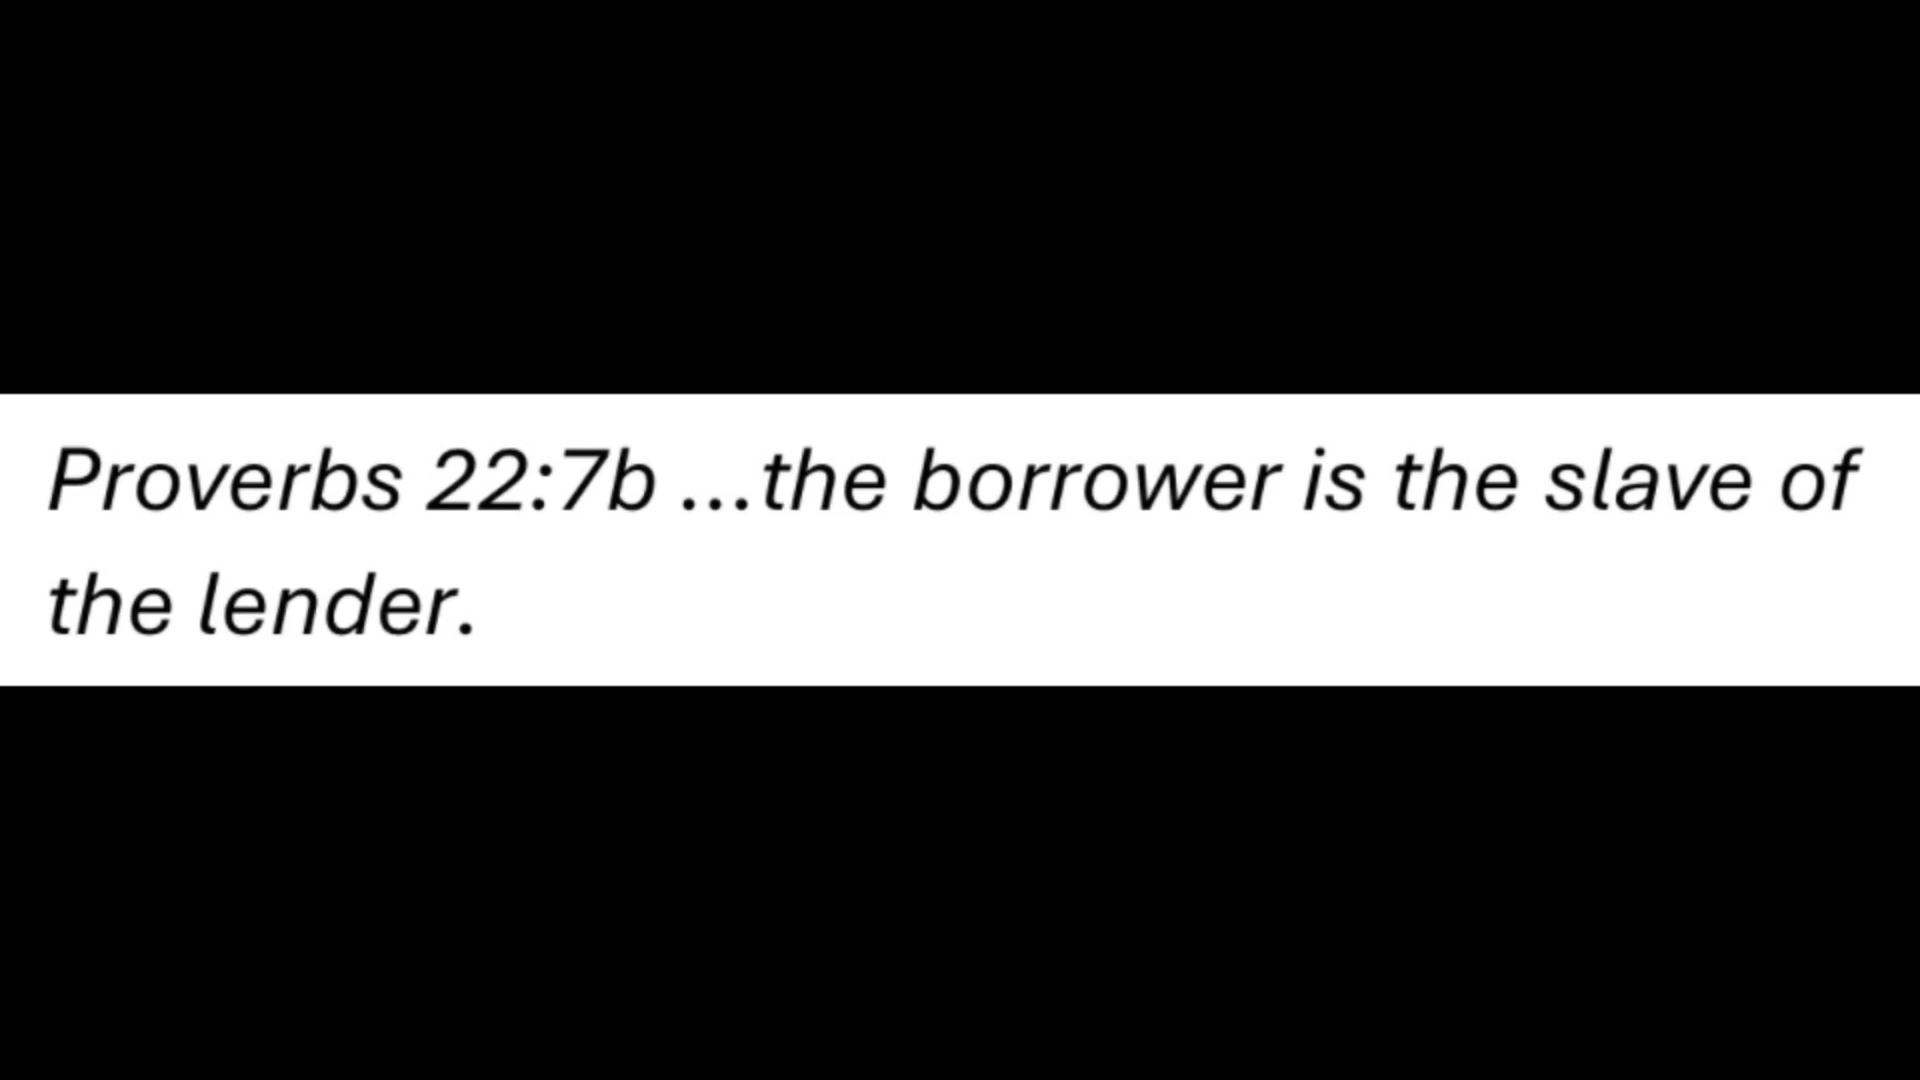 Proverbs 22:7b ...the borrower is the slave of
the lender.